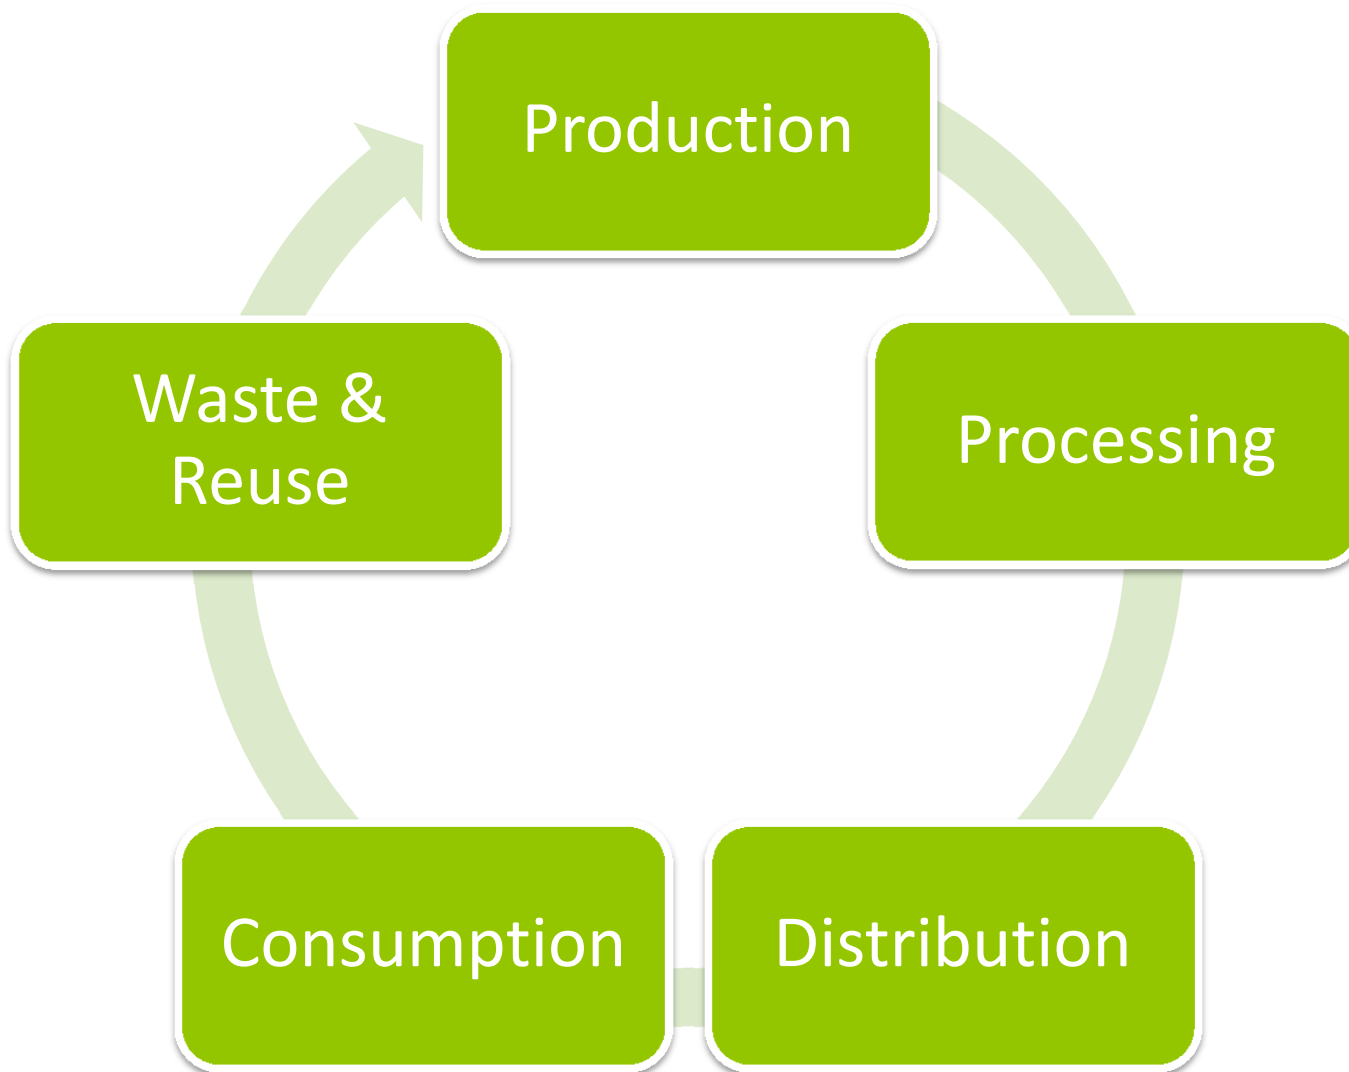 Production
Processing
Distribution
Consumption
Waste &
Reuse